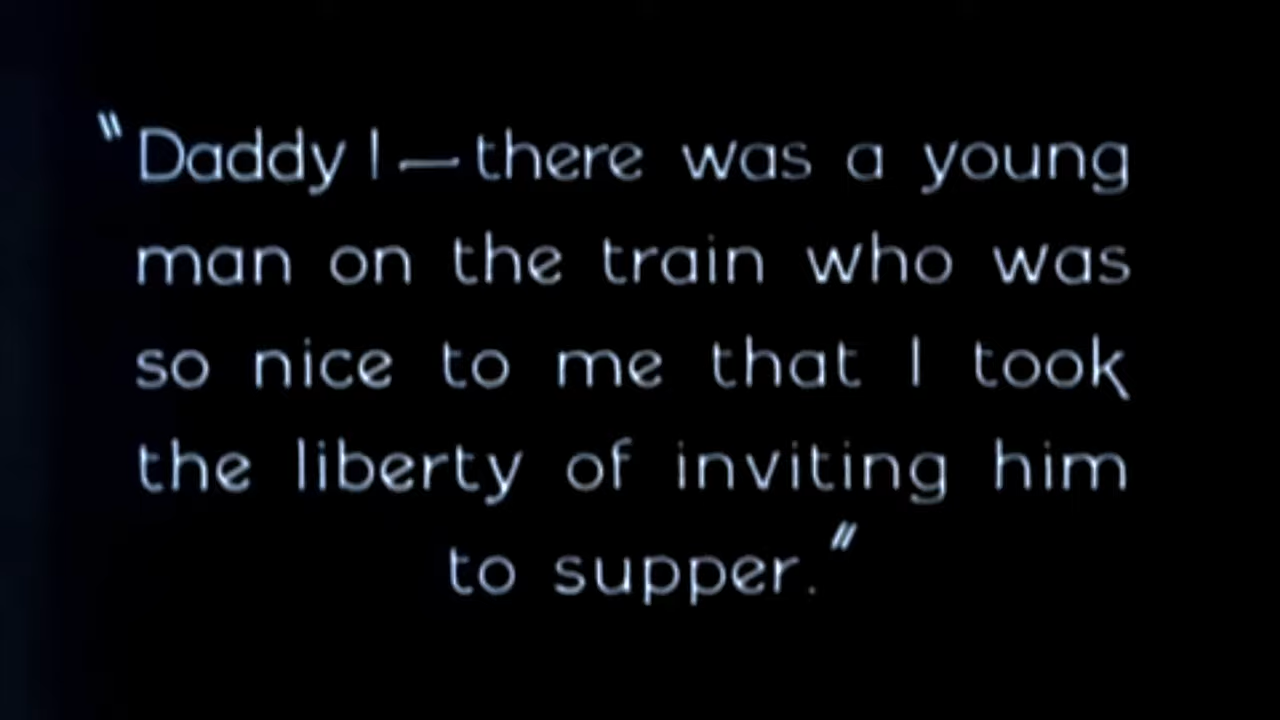 "Daddy I—there was a young
man on the train who was
so nice to me that I took
the liberty of inviting him
to supper."